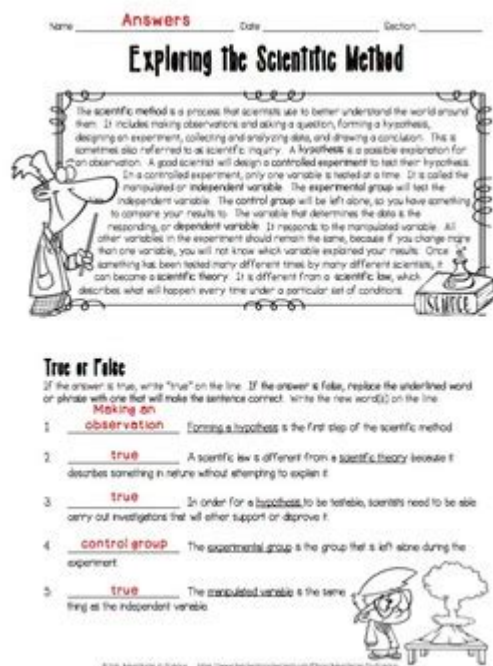 Name Answers Date Section
Exploring the Scientific Method
The scientific method is a process that scientists use to better understand the world around
them. It includes making observations and asking a question, forming a hypothesis,
designing an experiment, collecting and analyzing data, and drawing a conclusion. This is
sometimes also referred to as scientific inquiry. A hypothesis is a possible explanation for
an observation. A good scientist will design a controlled experiment to test their hypothesis.
In a controlled experiment, only one variable is tested at a time. It is called the
manipulated or independent variable. The experimental group will test the
independent variable. The control group will be left alone, so you have something
to compare your results to. The variable that determines the data is the
responding, or dependent variable. It responds to the manipulated variable. All
other variables in the experiment should remain the same, because if you change more
than one variable, you will not know which variable explained your results. Once
something has been tested many different times by many different scientists, it
can become a scientific theory. It is different from a scientific law, which
describes what will happen every time under a particular set of conditions.
SCIENCE
True or False
If the answer is true, write "true" on the line. If the answer is false, replace the underlined word
or phrase with one that will make the sentence correct. Write the new word(s) on the line.
Making an
1. observation Forming a hypothesis is the first step of the scientific method.
2. true A scientific law is different from a scientific theory because it
describes something in nature without attempting to explain it.
3. true In order for a hypothesis to be testable, scientists need to be able
carry out investigations that will either support or disprove it.
4. control group The experimental group is the group that is left alone during the
experiment.
5. true The manipulated variable is the same
thing as the independent variable.